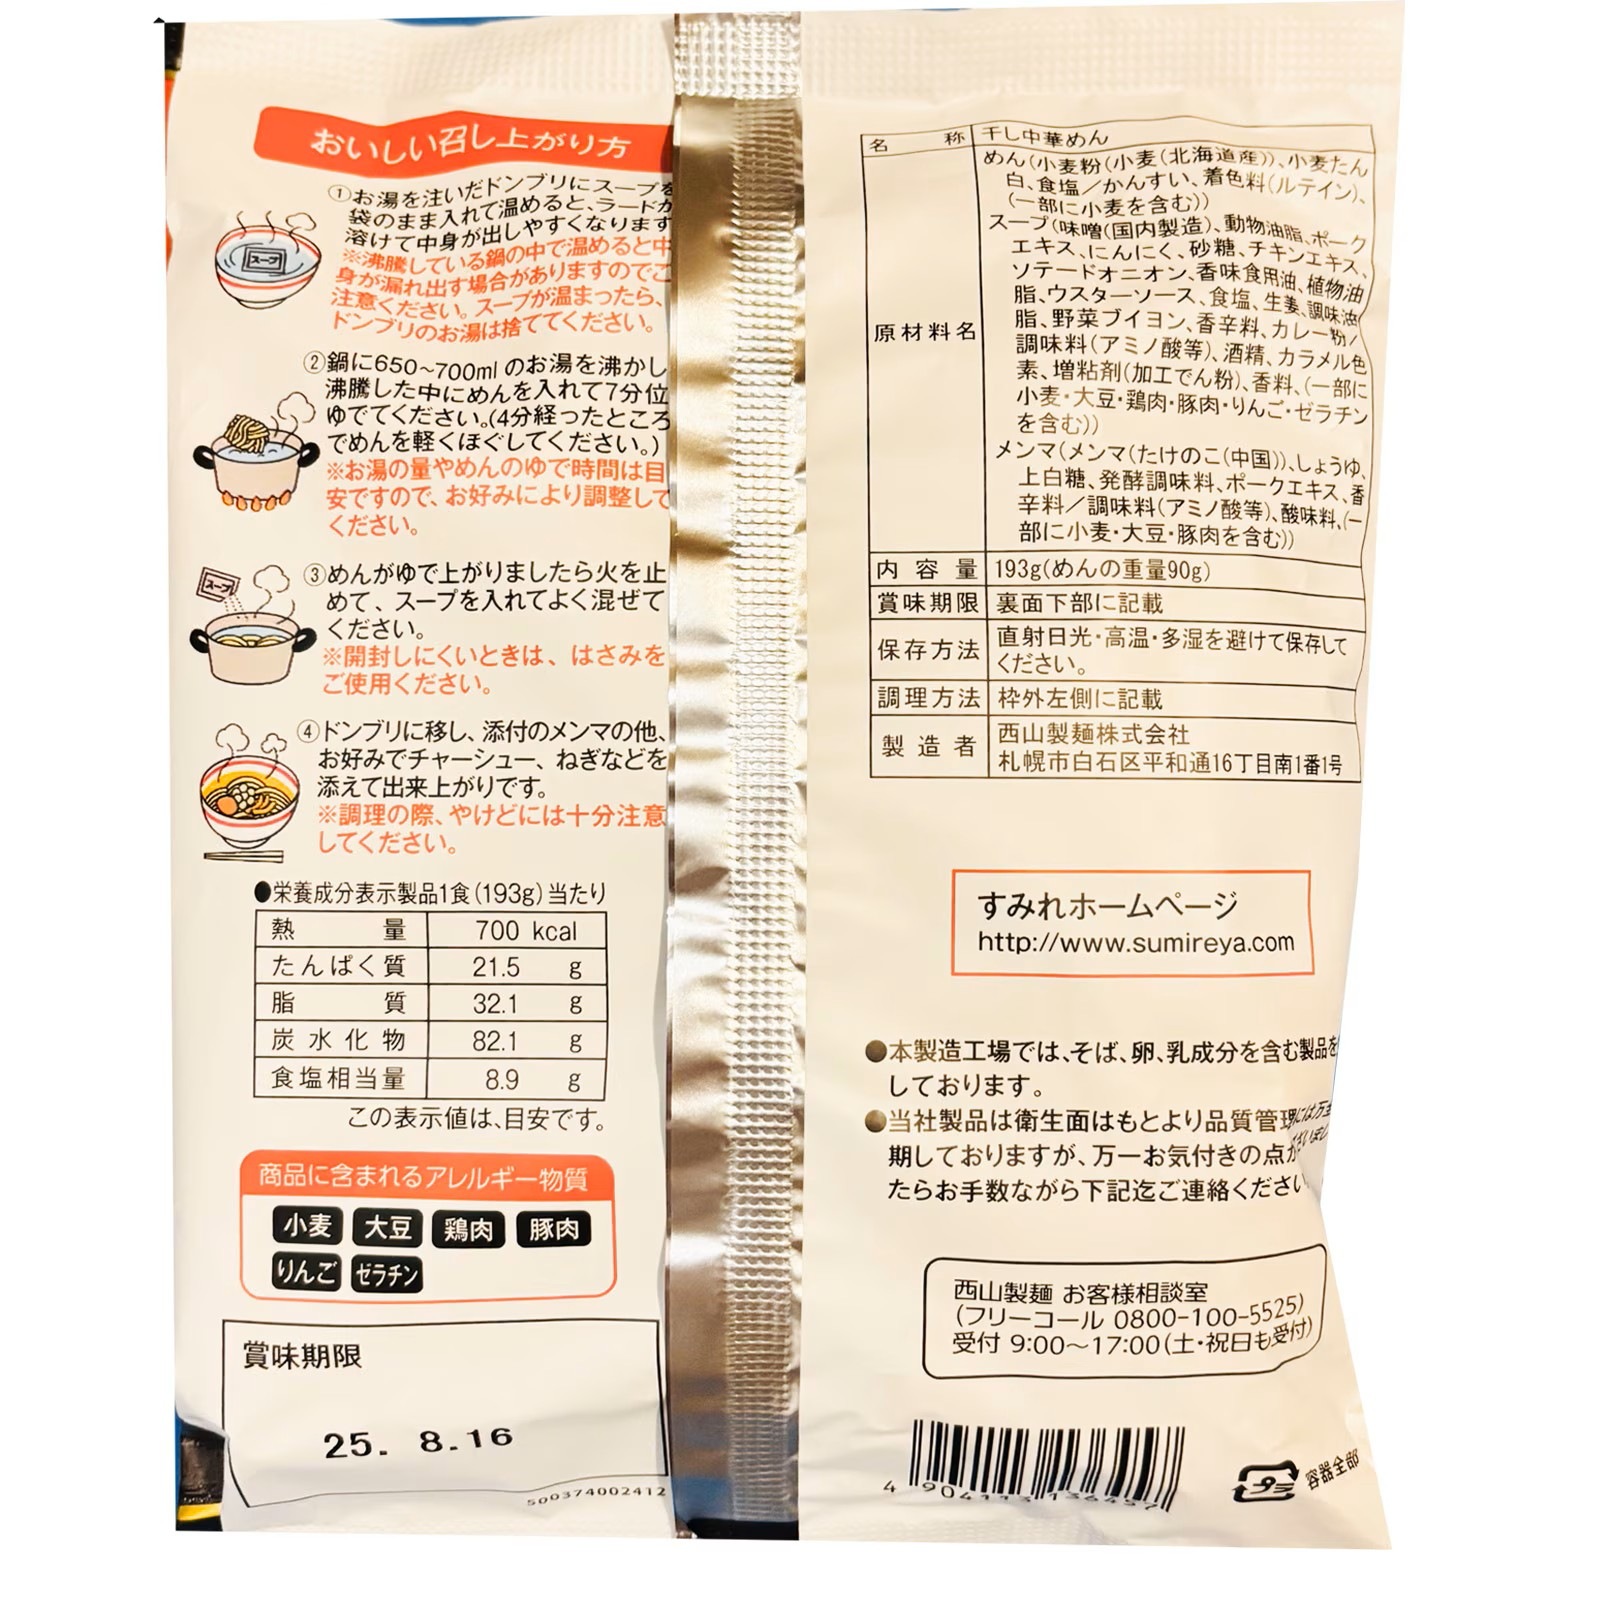 おいしい召し上がり方
①お湯を注いだドンブリにスープを
袋のまま入れて温めると、ラードが
溶けて中身が出しやすくなります
※沸騰している鍋の中で温めると中
身が漏れ出す場合がありますのでご
注意ください。スープが温まったら、
ドンブリのお湯は捨ててください。
スープ
②鍋に650～700mlのお湯を沸かし
沸騰した中にめんを入れて7分位
ゆでてください。(4分経ったところ
でめんを軽くほぐしてください。)
※お湯の量やめんのゆで時間は目
安ですので、お好みにより調整して
ください。
③めんがゆで上がりましたら火を止
めて、スープを入れてよく混ぜて
ください。
※開封しにくいときは、はさみを
ご使用ください。
スープ
④ドンブリに移し、添付のメンマの他、
お好みでチャーシュー、ねぎなどを
添えて出来上がりです。
※調理の際、やけどには十分注意
してください。
●栄養成分表示製品1食(193g)当たり
熱量 700 kcal
たんぱく質 21.5 g
脂質 32.1 g
炭水化物 82.1 g
食塩相当量 8.9 g
この表示値は、目安です。
商品に含まれるアレルギー物質
小麦 大豆 鶏肉 豚肉
りんご ゼラチン
賞味期限
25. 8.16
500374002412
名称 干し中華めん
原材料名
めん(小麦粉(小麦(北海道産))、小麦たん
白、食塩/かんすい、着色料(ルテイン)、
(一部に小麦を含む))
スープ(味噌(国内製造)、動物油脂、ポーク
エキス、にんにく、砂糖、チキンエキス、
ソテードオニオン、香味食用油、植物油
脂、ウスターソース、食塩、生姜、調味油
脂、野菜ブイヨン、香辛料、カレー粉/
調味料(アミノ酸等)、酒精、カラメル色
素、増粘剤(加工でん粉)、香料、(一部に
小麦・大豆・鶏肉・豚肉・りんご・ゼラチン
を含む))
メンマ(メンマ(たけのこ(中国))、しょうゆ、
上白糖、発酵調味料、ポークエキス、香
辛料/調味料(アミノ酸等)、酸味料、(一
部に小麦・大豆・豚肉を含む))
内容量 193g(めんの重量90g)
賞味期限 裏面下部に記載
保存方法 直射日光・高温・多湿を避けて保存して
ください。
調理方法 枠外左側に記載
製造者 西山製麺株式会社
札幌市白石区平和通16丁目南1番1号
すみれホームページ
http://www.sumireya.com
●本製造工場では、そば、卵、乳成分を含む製品を
しております。
●当社製品は衛生面はもとより品質管理には万全
期しておりますが、万一お気付きの点が
たらお手数ながら下記迄ご連絡ください
西山製麺 お客様相談室
(フリーコール 0800-100-5525)
受付 9:00～17:00(土・祝日も受付)
4 904113 136457
プラ 容器全部